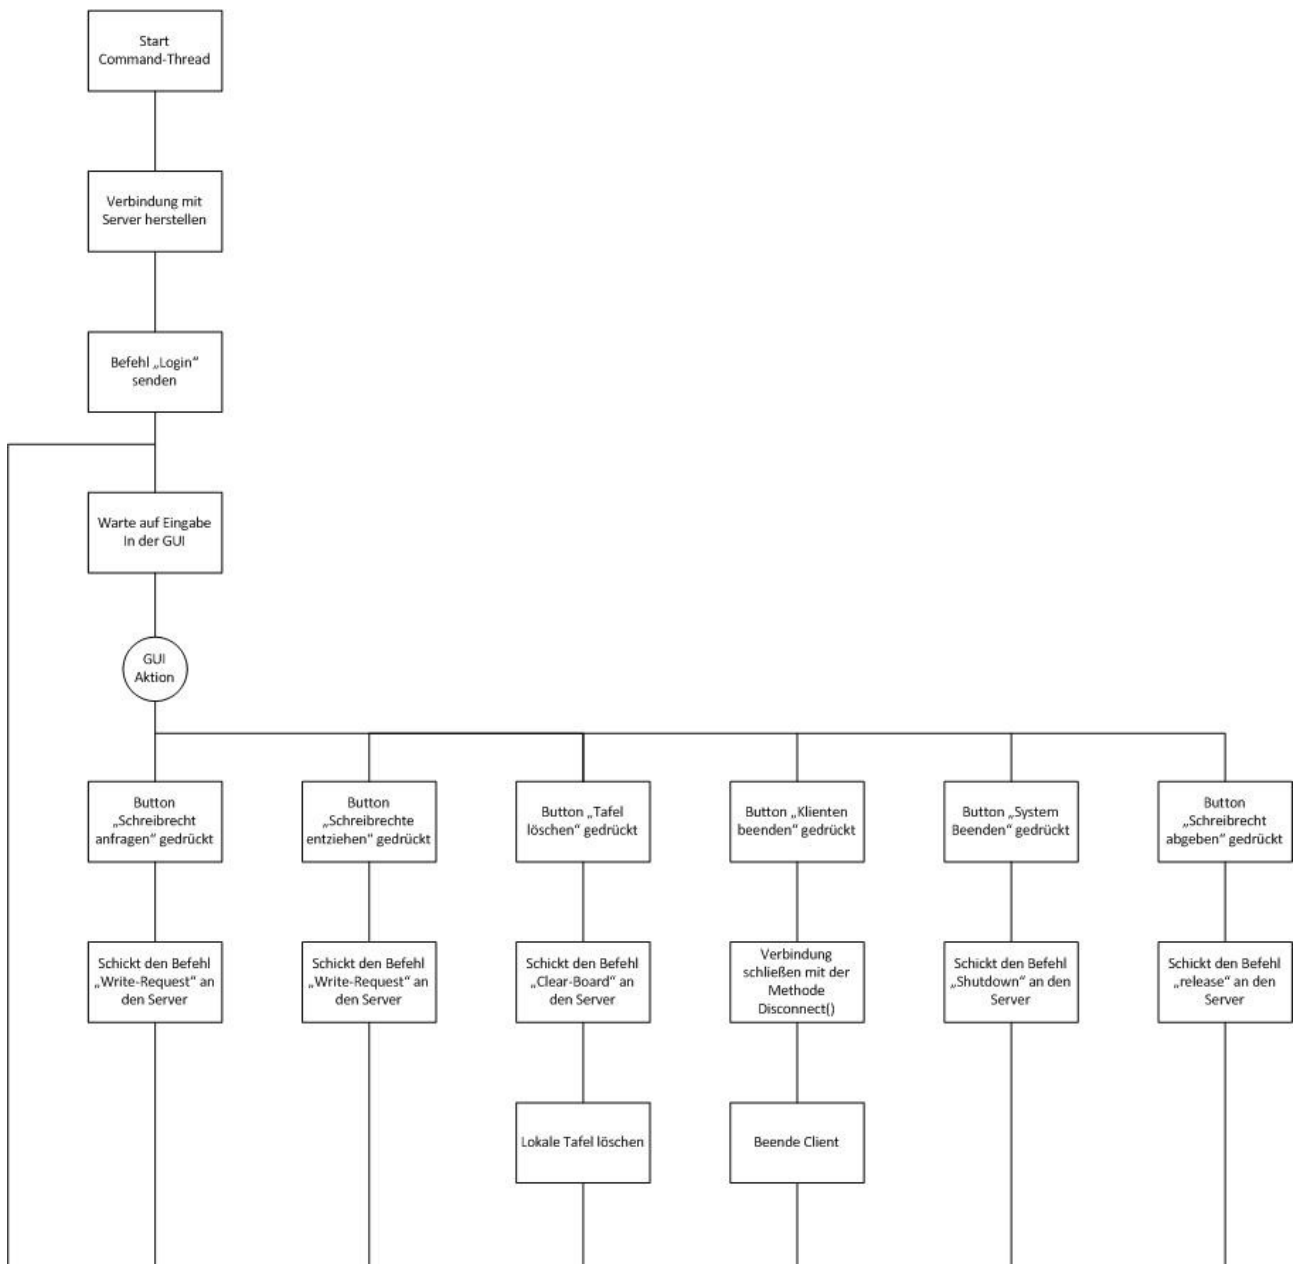 Start
Command-Thread
Verbindung mit
Server herstellen
Befehl „Login“
senden
Warte auf Eingabe
In der GUI
GUI
Aktion
Button
„Schreibrecht
anfragen“ gedrückt
Button
„Schreibrechte
entziehen“ gedrückt
Button „Tafel
löschen“ gedrückt
Button „Klienten
beenden“ gedrückt
Button „System
Beenden“ gedrückt
Button
„Schreibrecht
abgeben“ gedrückt
Schickt den Befehl
„Write-Request“ an
den Server
Schickt den Befehl
„Write-Request“ an
den Server
Schickt den Befehl
„Clear-Board“ an
den Server
Verbindung
schließen mit der
Methode
Disconnect()
Schickt den Befehl
„Shutdown“ an den
Server
Schickt den Befehl
„release“ an den
Server
Lokale Tafel löschen
Beende Client